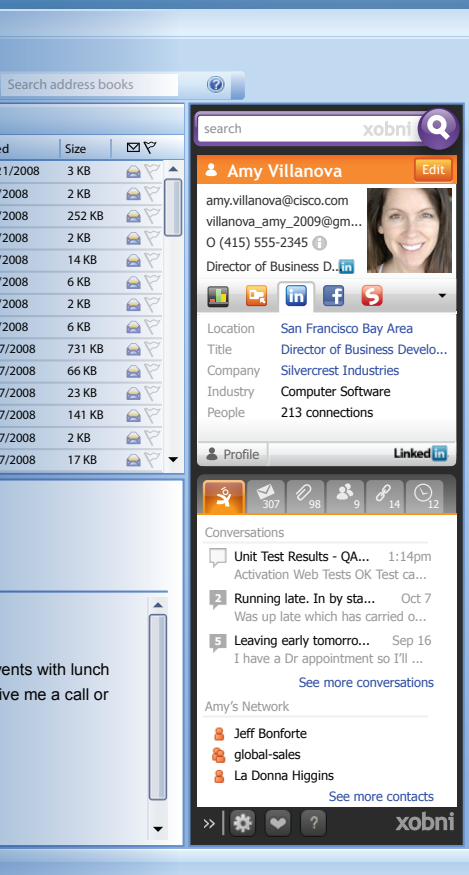 Search address books
ed Size
21/2008 3 KB
/2008 2 KB
/2008 252 KB
/2008 2 KB
/2008 14 KB
/2008 6 KB
/2008 2 KB
/2008 6 KB
7/2008 731 KB
7/2008 66 KB
7/2008 23 KB
7/2008 141 KB
7/2008 2 KB
7/2008 17 KB
vents with lunch
ive me a call or
search xobni
Amy Villanova Edit
amy.villanova@cisco.com
villanova_amy_2009@gm...
O (415) 555-2345
Director of Business D.. in
in f S
Location San Francisco Bay Area
Title Director of Business Develo...
Company Silvercrest Industries
Industry Computer Software
People 213 connections
Profile Linked in
307 98 9 14 12
Conversations
Unit Test Results - QA... 1:14pm
Activation Web Tests OK Test ca...
2 Running late. In by sta... Oct 7
Was up late which has carried o...
5 Leaving early tomorro... Sep 16
I have a Dr appointment so I'll ...
See more conversations
Amy's Network
Jeff Bonforte
global-sales
La Donna Higgins
See more contacts
» ? xobni